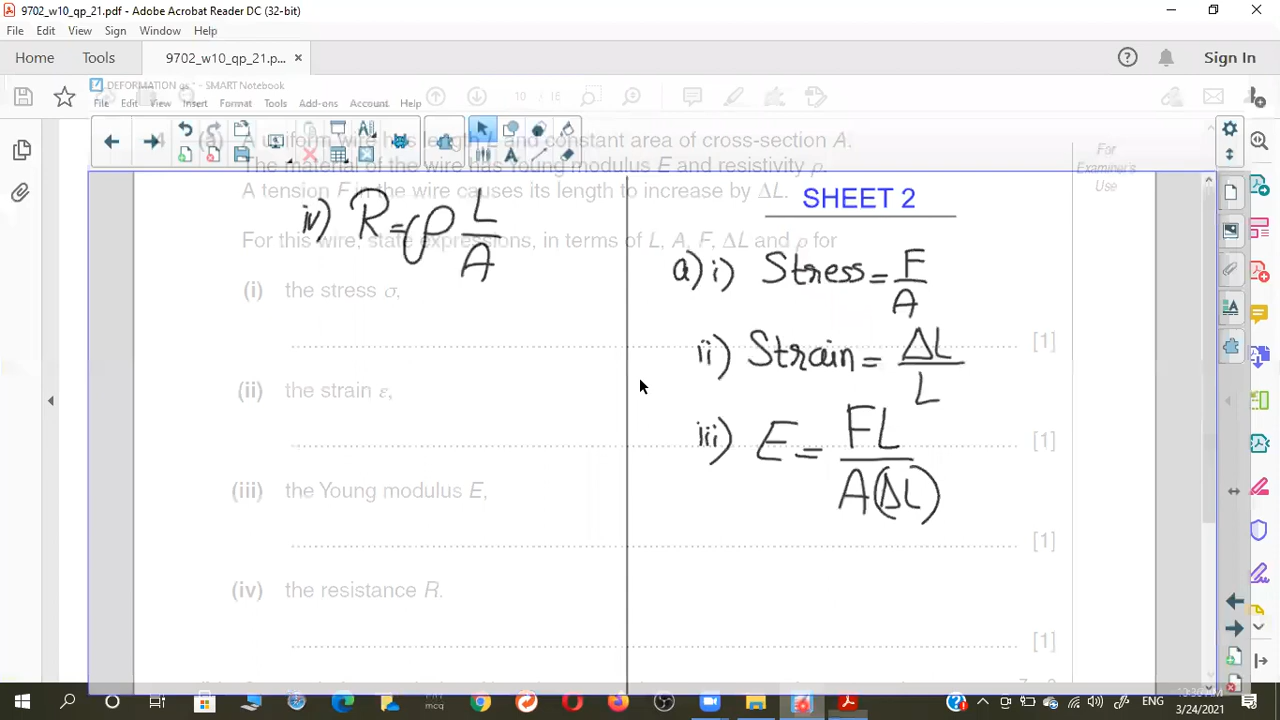 9702_w10_qp_21.pdf - Adobe Acrobat Reader DC (32-bit)
File Edit View Sign Window Help
Home Tools 9702_w10_qp_21.p... × Sign In
DEFORMATION as - SMART Notebook
10 / 16
File Edit View Insert Format Tools Add-ons Account Help
4 (a) A uniform wire has length L and constant area of cross-section A.
The material of the wire has Young modulus E and resistivity ρ.
A tension F in the wire causes its length to increase by ΔL.
For this wire, state expressions, in terms of L, A, F, ΔL and ρ for
For
Examiner's
Use
(i) the stress σ,
[1]
(ii) the strain ε,
[1]
(iii) the Young modulus E,
[1]
(iv) the resistance R.
[1]
iv) R = ρ L/A
SHEET 2
a) i) Stress = F/A
ii) Strain = ΔL/L
iii) E = FL/A(ΔL)
mcq
ENG
3/24/2021